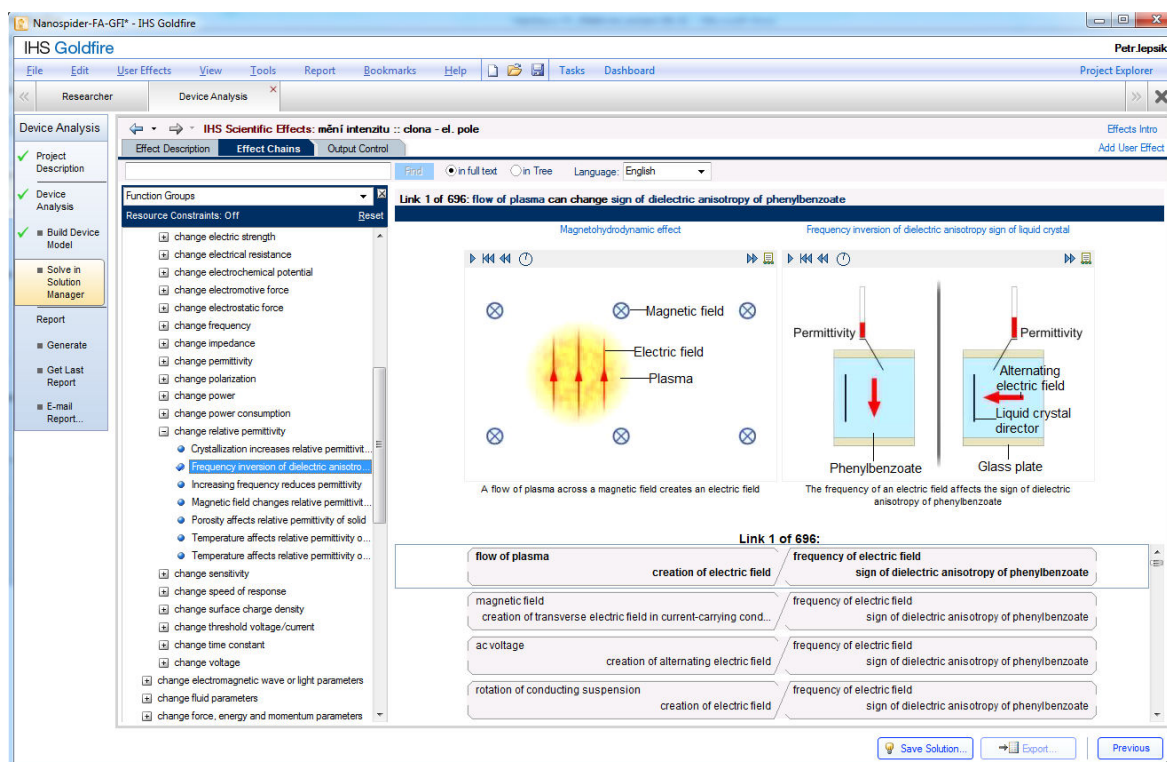 Nanospider-FA-GFI* - IHS Goldfire
IHS Goldfire
Petr.lepsik
File Edit User Effects View Tools Report Bookmarks Help Tasks Dashboard Project Explorer
Researcher Device Analysis
Device Analysis
Project
Description
Device
Analysis
Build Device
Model
Solve in
Solution
Manager
Report
Generate
Get Last
Report
E-mail
Report...
IHS Scientific Effects: mění intenzitu :: clona - el. pole
Effects Intro
Effect Description Effect Chains Output Control
Add User Effect
Find in full text in Tree Language: English
Function Groups
Resource Constraints: Off Reset
change electric strength
change electrical resistance
change electrochemical potential
change electromotive force
change electrostatic force
change frequency
change impedance
change permittivity
change polarization
change power
change power consumption
change relative permittivity
Crystallization increases relative permittivit...
Frequency inversion of dielectric anisotro...
Increasing frequency reduces permittivity
Magnetic field changes relative permittivit...
Porosity affects relative permittivity of solid
Temperature affects relative permittivity o...
Temperature affects relative permittivity o...
change sensitivity
change speed of response
change surface charge density
change threshold voltage/current
change time constant
change voltage
change electromagnetic wave or light parameters
change fluid parameters
change force, energy and momentum parameters
Link 1 of 696: flow of plasma can change sign of dielectric anisotropy of phenylbenzoate
Magnetohydrodynamic effect
Magnetic field
Electric field
Plasma
A flow of plasma across a magnetic field creates an electric field
Frequency inversion of dielectric anisotropy sign of liquid crystal
Permittivity
Permittivity
Alternating
electric field
Liquid crystal
director
Phenylbenzoate
Glass plate
The frequency of an electric field affects the sign of dielectric
anisotropy of phenylbenzoate
Link 1 of 696:
flow of plasma
creation of electric field
frequency of electric field
sign of dielectric anisotropy of phenylbenzoate
magnetic field
creation of transverse electric field in current-carrying cond...
frequency of electric field
sign of dielectric anisotropy of phenylbenzoate
ac voltage
creation of alternating electric field
frequency of electric field
sign of dielectric anisotropy of phenylbenzoate
rotation of conducting suspension
creation of electric field
frequency of electric field
sign of dielectric anisotropy of phenylbenzoate
Save Solution... Export... Previous